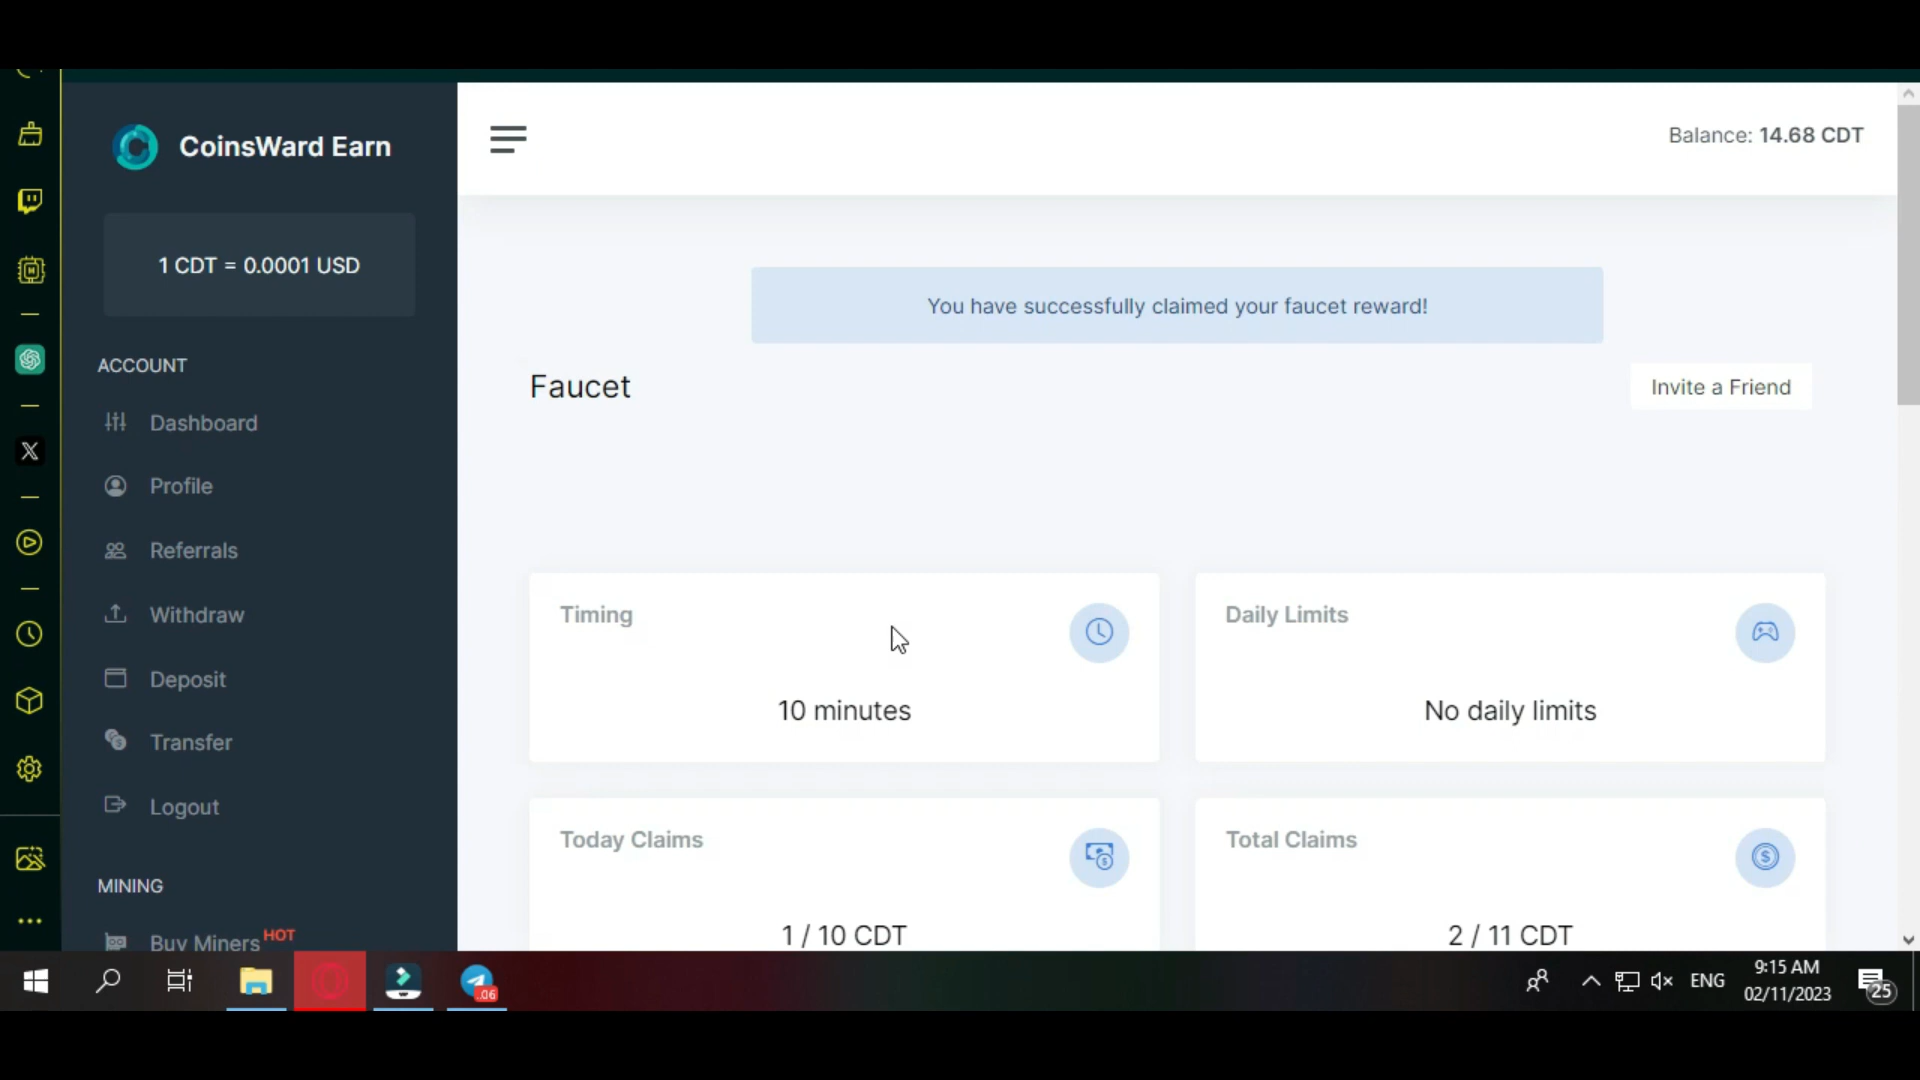 CoinsWard Earn
Balance: 14.68 CDT
1 CDT = 0.0001 USD
You have successfully claimed your faucet reward!
Faucet
Invite a Friend
ACCOUNT
Dashboard
Profile
Referrals
Withdraw
Deposit
Transfer
Logout
MINING
Buy Miners HOT
Timing
10 minutes
Daily Limits
No daily limits
Today Claims
1 / 10 CDT
Total Claims
2 / 11 CDT
.06
ENG
9:15 AM
02/11/2023
25